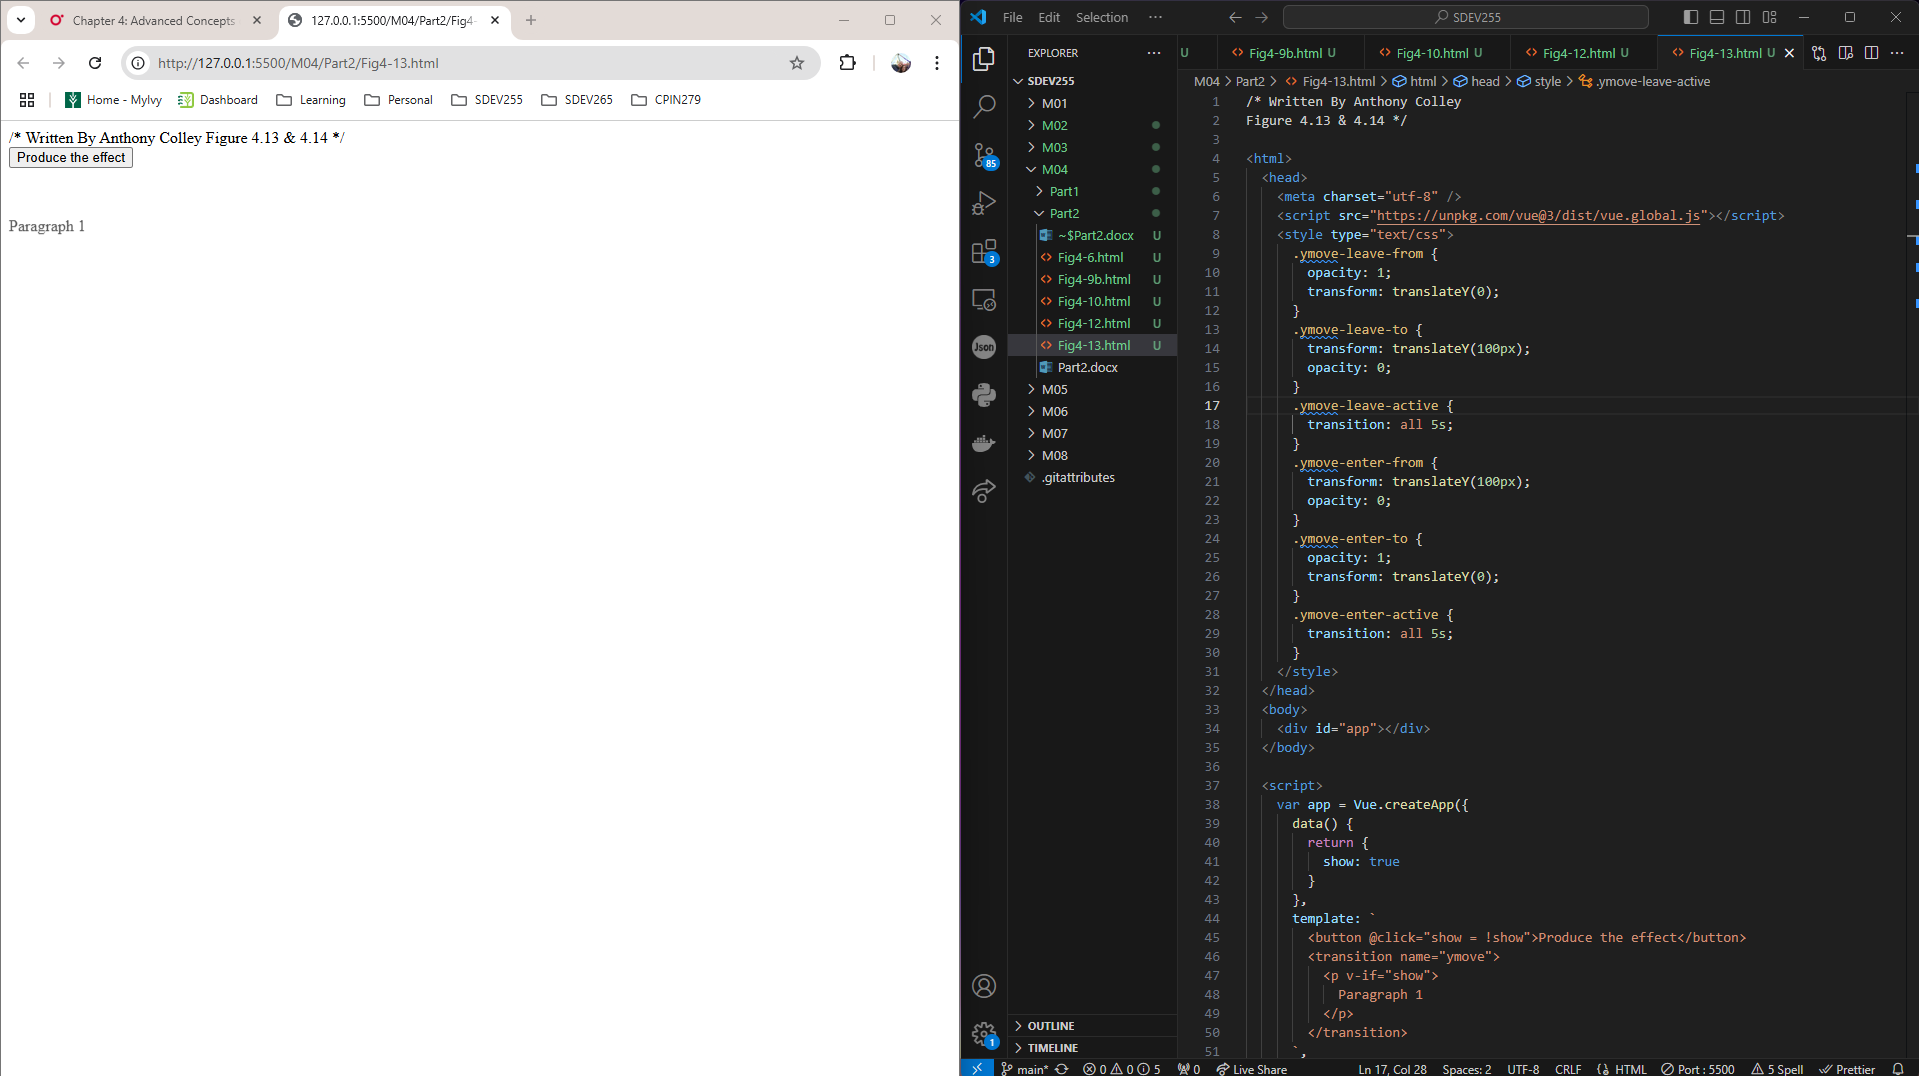 Chapter 4: Advanced Concepts
127.0.0.1:5500/M04/Part2/Fig4-
http://127.0.0.1:5500/M04/Part2/Fig4-13.html
Home - MyIvy
Dashboard
Learning
Personal
SDEV255
SDEV265
CPIN279
/* Written By Anthony Colley Figure 4.13 & 4.14 */
Produce the effect
Paragraph 1
File Edit Selection ···
SDEV255
EXPLORER
SDEV255
M01
M02
M03
M04
Part1
Part2
~$Part2.docx U
Fig4-6.html U
Fig4-9b.html U
Fig4-10.html U
Fig4-12.html U
Fig4-13.html U
Part2.docx
M05
M06
M07
M08
.gitattributes
OUTLINE
TIMELINE
85
3
Json
1
U Fig4-9b.html U Fig4-10.html U Fig4-12.html U Fig4-13.html U
M04 > Part2 > Fig4-13.html > html > head > style > .ymove-leave-active
1 /* Written By Anthony Colley
2 Figure 4.13 & 4.14 */
3
4 <html>
5 <head>
6 <meta charset="utf-8" />
7 <script src="https://unpkg.com/vue@3/dist/vue.global.js"></script>
8 <style type="text/css">
9 .ymove-leave-from {
10 opacity: 1;
11 transform: translateY(0);
12 }
13 .ymove-leave-to {
14 transform: translateY(100px);
15 opacity: 0;
16 }
17 .ymove-leave-active {
18 transition: all 5s;
19 }
20 .ymove-enter-from {
21 transform: translateY(100px);
22 opacity: 0;
23 }
24 .ymove-enter-to {
25 opacity: 1;
26 transform: translateY(0);
27 }
28 .ymove-enter-active {
29 transition: all 5s;
30 }
31 </style>
32 </head>
33 <body>
34 <div id="app"></div>
35 </body>
36
37 <script>
38 var app = Vue.createApp({
39 data() {
40 return {
41 show: true
42 }
43 },
44 template: `
45 <button @click="show = !show">Produce the effect</button>
46 <transition name="ymove">
47 <p v-if="show">
48 Paragraph 1
49 </p>
50 </transition>
51 `,
main* 0 0 5 0 Live Share Ln 17, Col 28 Spaces: 2 UTF-8 CRLF HTML Port : 5500 5 Spell Prettier